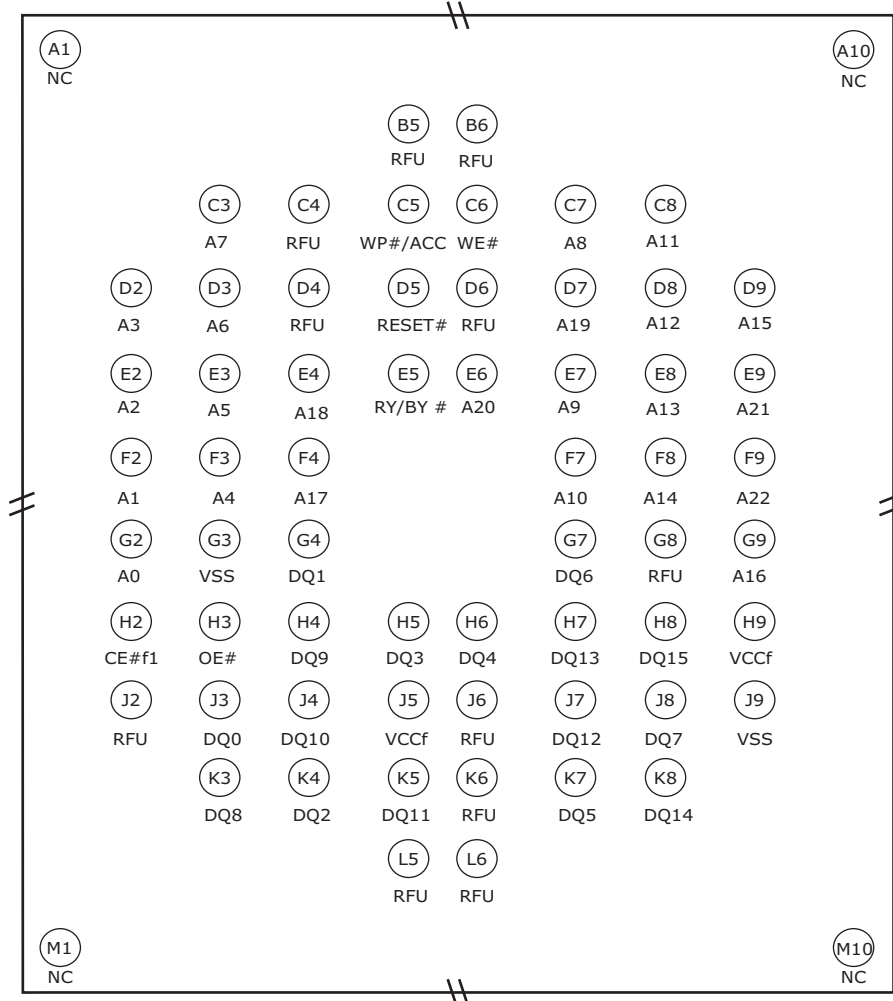 A1 A10
NC NC
B5 B6
RFU RFU
C3 C4 C5 C6 C7 C8
A7 RFU WP#/ACC WE# A8 A11
D2 D3 D4 D5 D6 D7 D8 D9
A3 A6 RFU RESET# RFU A19 A12 A15
E2 E3 E4 E5 E6 E7 E8 E9
A2 A5 A18 RY/BY # A20 A9 A13 A21
F2 F3 F4 F7 F8 F9
A1 A4 A17 A10 A14 A22
G2 G3 G4 G7 G8 G9
A0 VSS DQ1 DQ6 RFU A16
H2 H3 H4 H5 H6 H7 H8 H9
CE#f1 OE# DQ9 DQ3 DQ4 DQ13 DQ15 VCCf
J2 J3 J4 J5 J6 J7 J8 J9
RFU DQ0 DQ10 VCCf RFU DQ12 DQ7 VSS
K3 K4 K5 K6 K7 K8
DQ8 DQ2 DQ11 RFU DQ5 DQ14
L5 L6
RFU RFU
M1 M10
NC NC